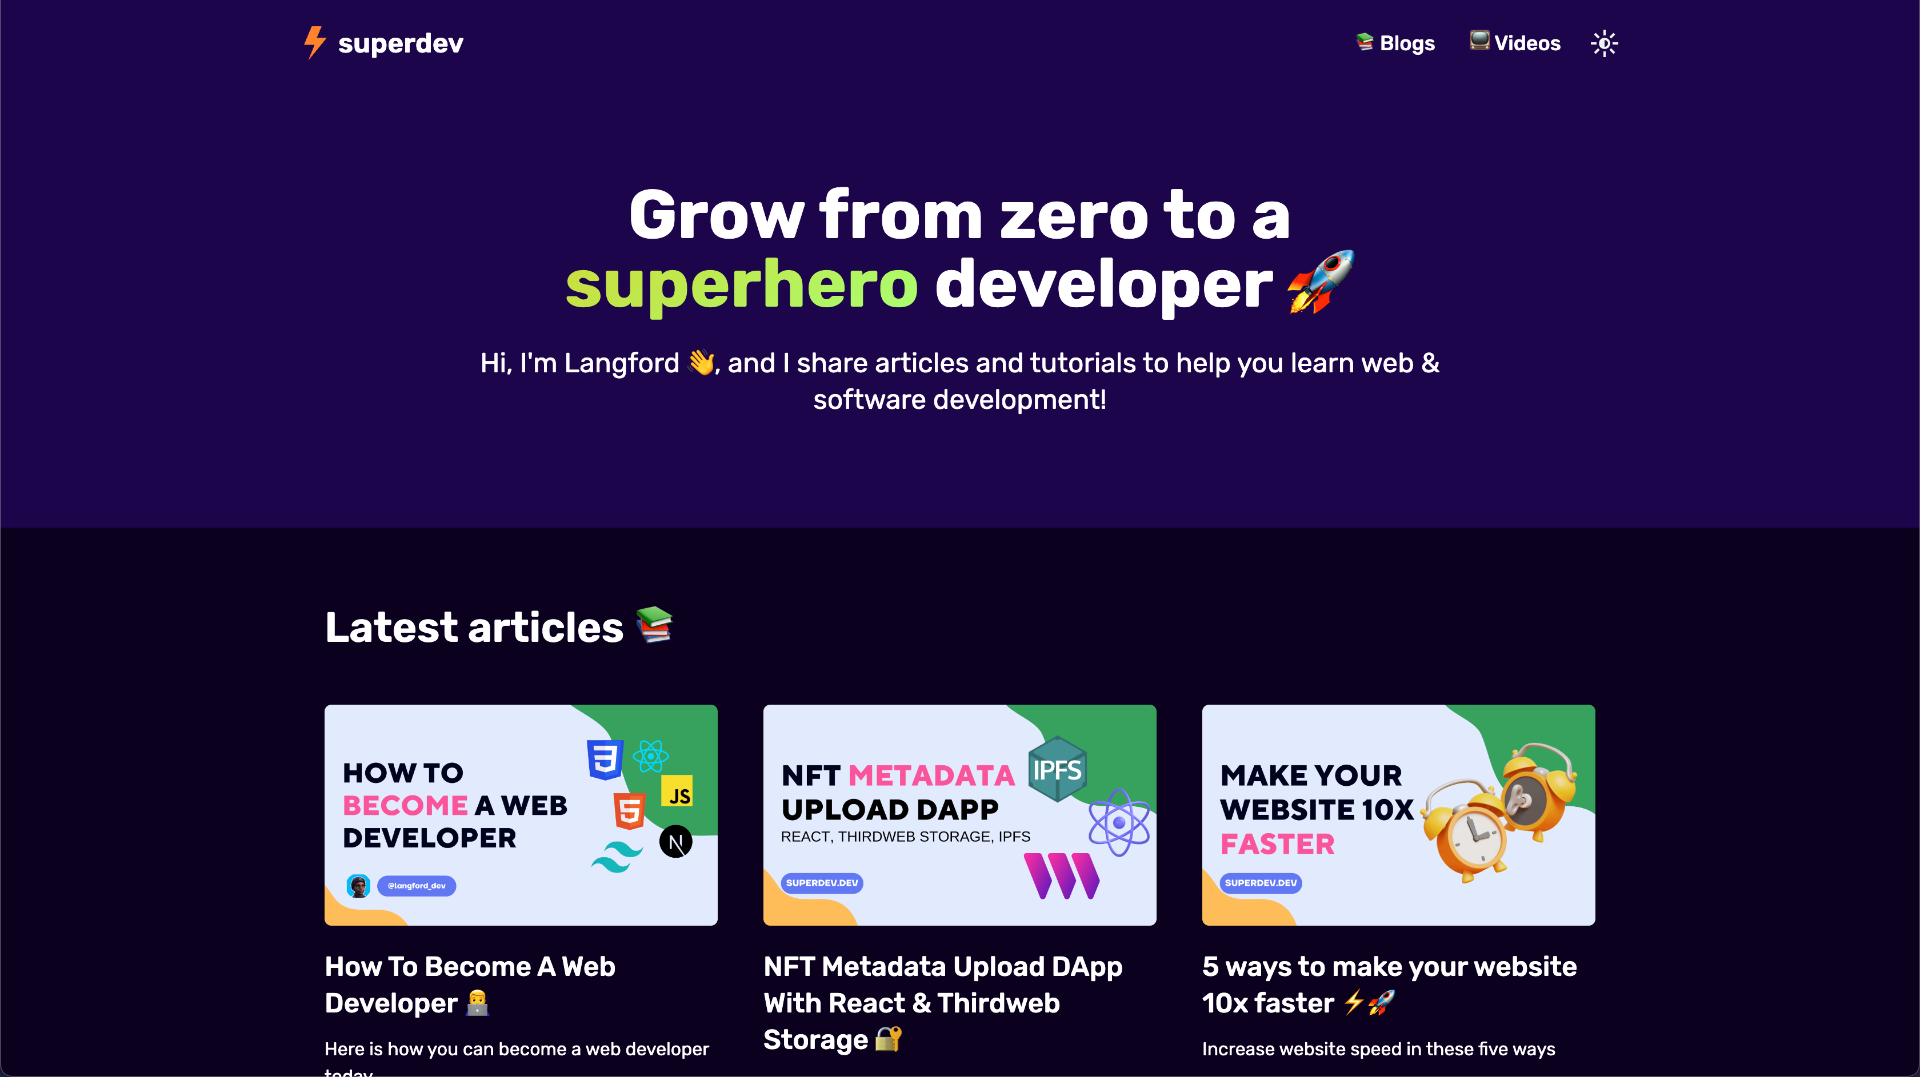 superdev
📚 Blogs
📺 Videos
Grow from zero to a
superhero developer 🚀
Hi, I'm Langford 👋, and I share articles and tutorials to help you learn web &
software development!
Latest articles 📚
HOW TO
BECOME A WEB
DEVELOPER
3
JS
5
N
@langford_dev
NFT METADATA
UPLOAD DAPP
REACT, THIRDWEB STORAGE, IPFS
IPFS
SUPERDEV.DEV
MAKE YOUR
WEBSITE 10X
FASTER
SUPERDEV.DEV
How To Become A Web
Developer 👨‍💻
Here is how you can become a web developer
today
NFT Metadata Upload DApp
With React & Thirdweb
Storage 🔐
5 ways to make your website
10x faster ⚡🚀
Increase website speed in these five ways